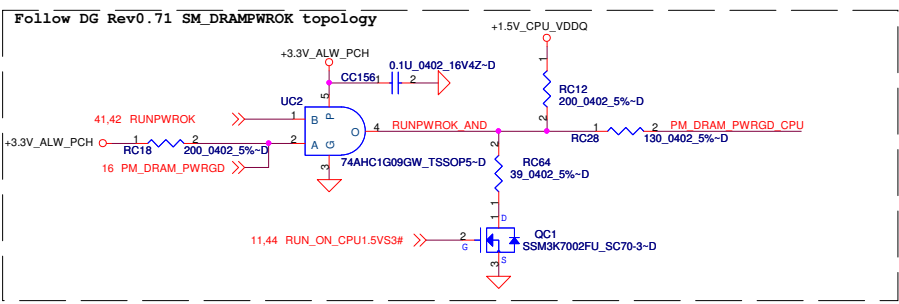 Follow DG Rev0.71 SM_DRAMPWROK topology
+1.5V_CPU_VDDQ
+3.3V_ALW_PCH
0.1U_0402_16V4Z~D
CC156 1 2
1
RC12
200_0402_5%~D
2
UC2
5
P
41,42 RUNPWROK 1 B
O 4 RUNPWROK_AND
RC28 1 2 PM_DRAM_PWRGD_CPU
130_0402_5%~D
+3.3V_ALW_PCH 1 2 2 A G
RC18 200_0402_5%~D
3
74AHC1G09GW_TSSOP5~D
16 PM_DRAM_PWRGD
2
RC64
39_0402_5%~D
1
1 D
11,44 RUN_ON_CPU1.5VS3# 2 G
QC1
SSM3K7002FU_SC70-3~D
3 S